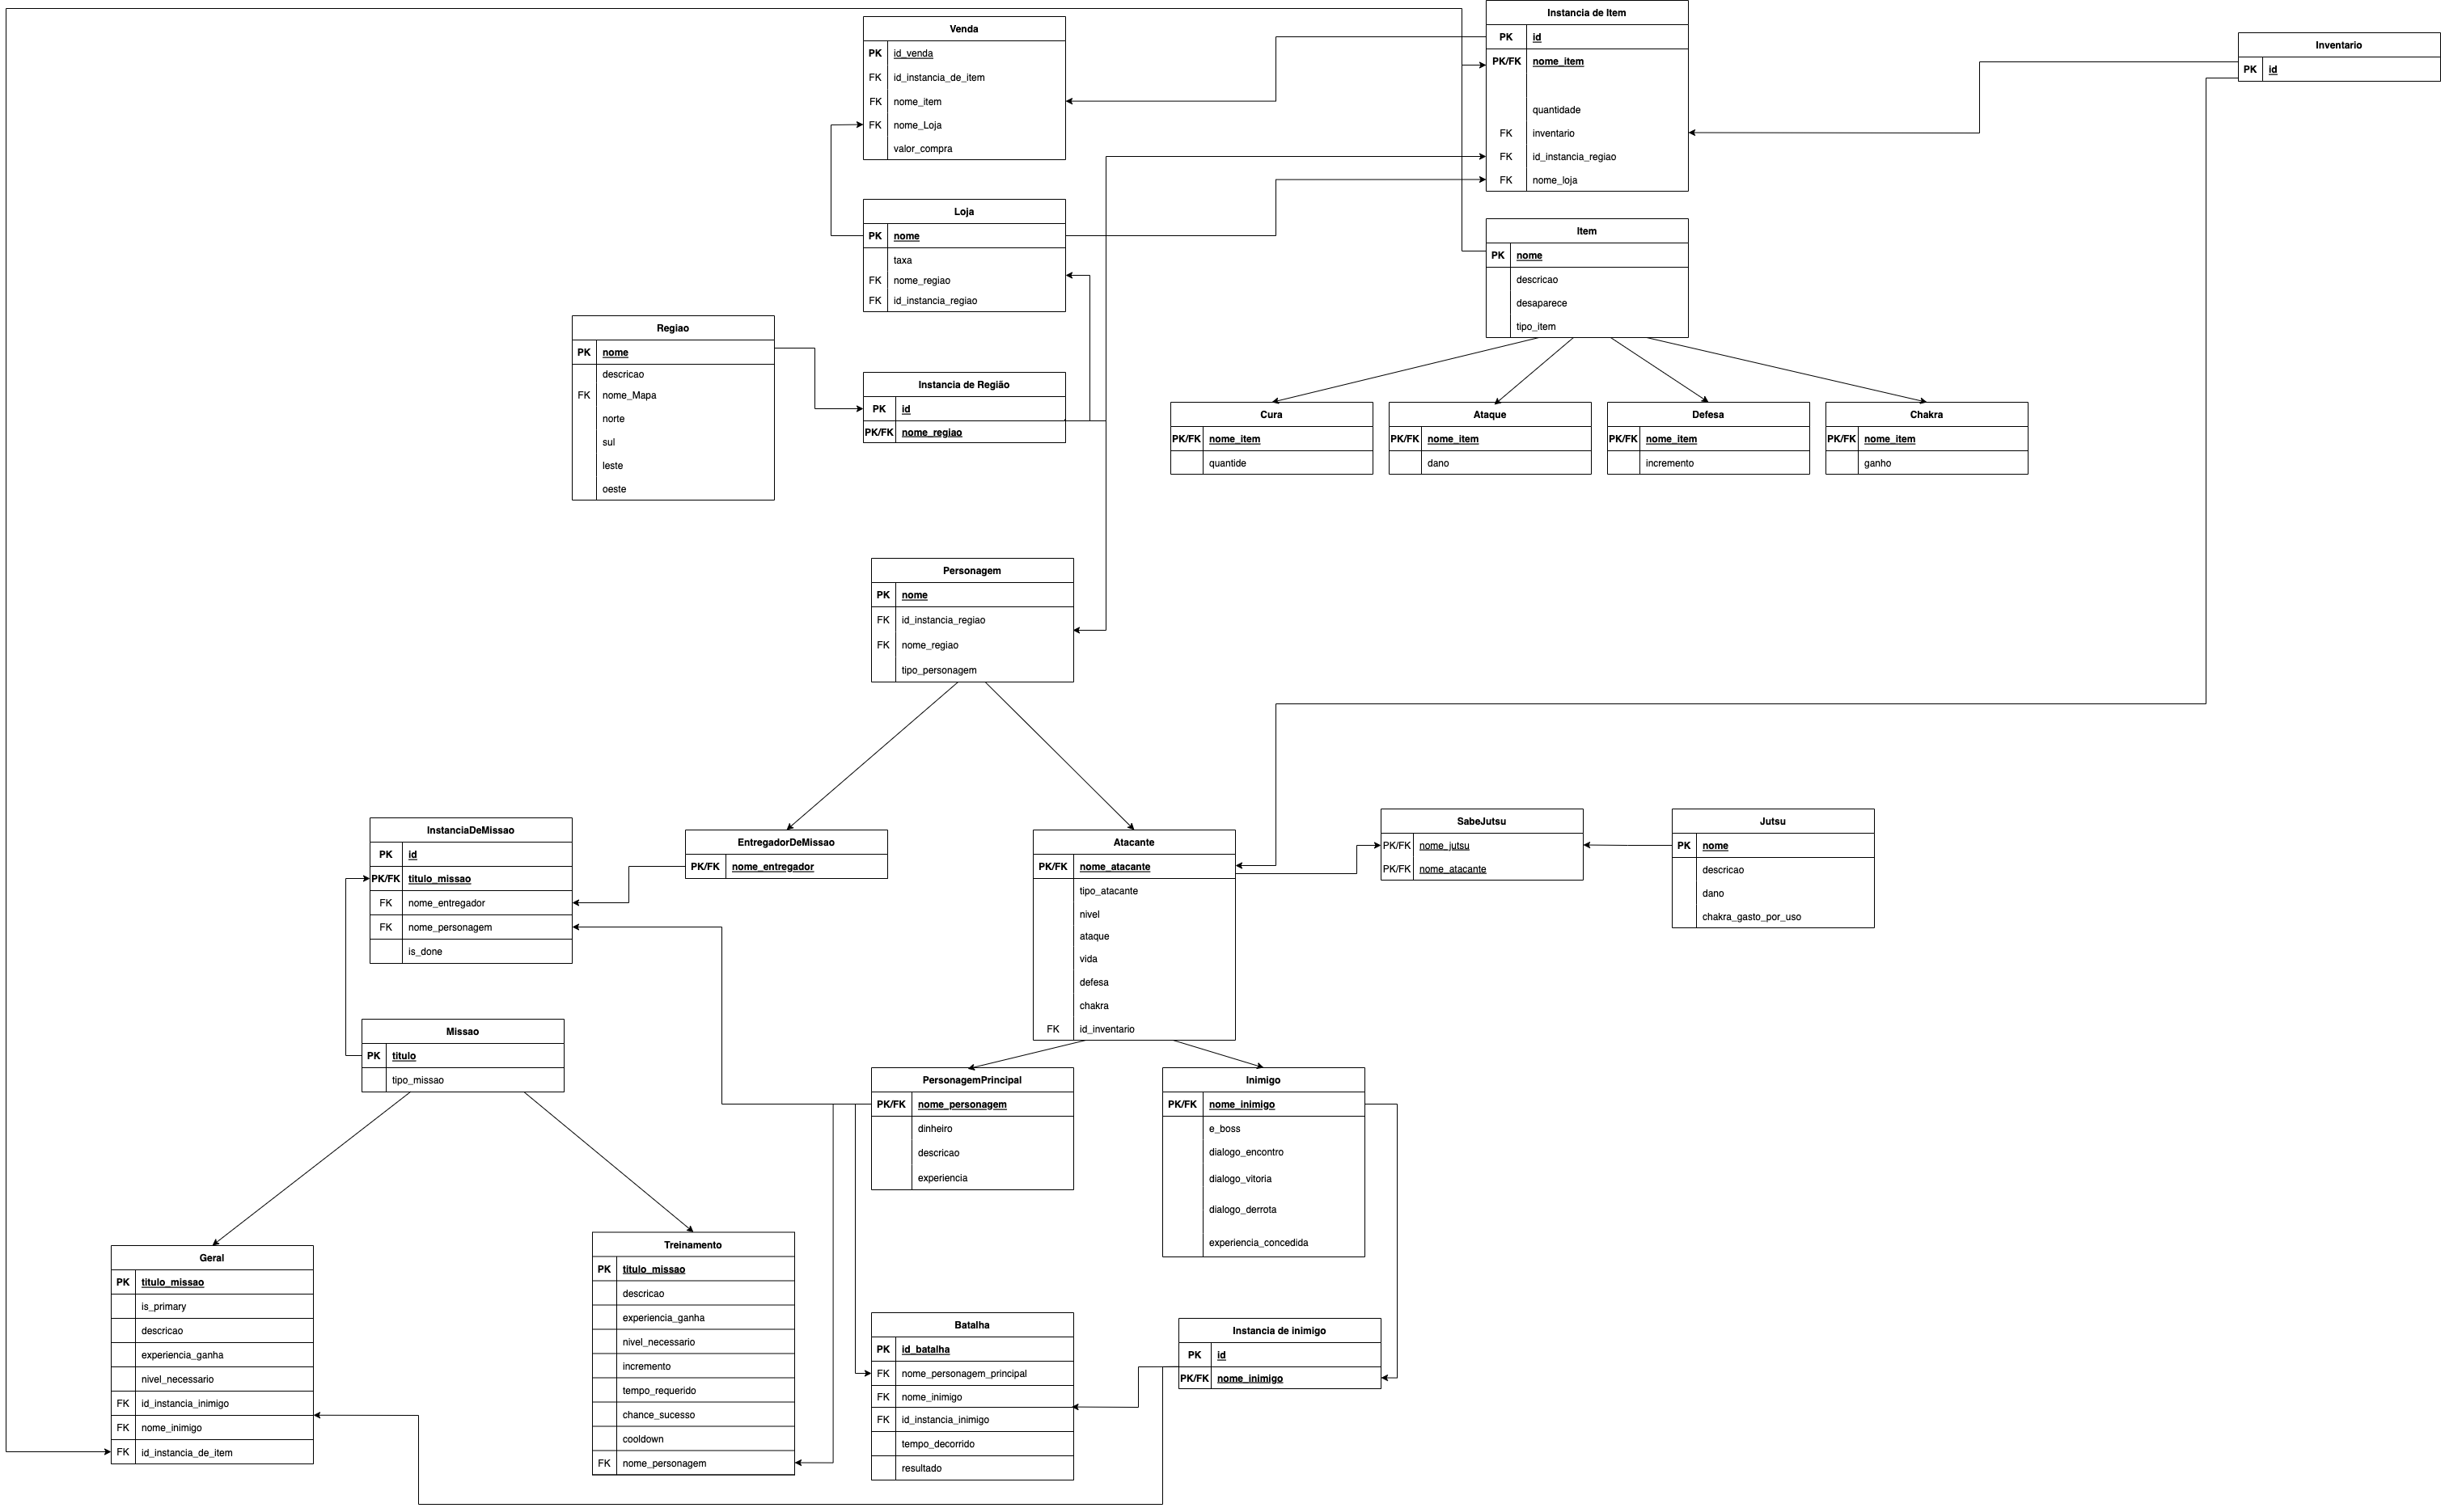 Venda
PK id_venda
FK id_instancia_de_item
FK nome_item
FK nome_Loja
valor_compra
Instancia de Item
PK id
PK/FK nome_item
quantidade
FK inventario
FK id_instancia_regiao
FK nome_loja
Inventario
PK id
Loja
PK nome
taxa
FK nome_regiao
FK id_instancia_regiao
Item
PK nome
descricao
desaparece
tipo_item
Regiao
PK nome
descricao
FK nome_Mapa
norte
sul
leste
oeste
Instancia de Região
PK id
PK/FK nome_regiao
Cura
PK/FK nome_item
quantide
Ataque
PK/FK nome_item
dano
Defesa
PK/FK nome_item
incremento
Chakra
PK/FK nome_item
ganho
Personagem
PK nome
FK id_instancia_regiao
FK nome_regiao
tipo_personagem
InstanciaDeMissao
PK id
PK/FK titulo_missao
FK nome_entregador
FK nome_personagem
is_done
EntregadorDeMissao
PK/FK nome_entregador
Atacante
PK/FK nome_atacante
tipo_atacante
nivel
ataque
vida
defesa
chakra
FK id_inventario
SabeJutsu
PK/FK nome_jutsu
PK/FK nome_atacante
Jutsu
PK nome
descricao
dano
chakra_gasto_por_uso
Missao
PK titulo
tipo_missao
PersonagemPrincipal
PK/FK nome_personagem
dinheiro
descricao
experiencia
Inimigo
PK/FK nome_inimigo
e_boss
dialogo_encontro
dialogo_vitoria
dialogo_derrota
experiencia_concedida
Geral
PK titulo_missao
is_primary
descricao
experiencia_ganha
nivel_necessario
FK id_instancia_inimigo
FK nome_inimigo
FK id_instancia_de_item
Treinamento
PK titulo_missao
descricao
experiencia_ganha
nivel_necessario
incremento
tempo_requerido
chance_sucesso
cooldown
FK nome_personagem
Batalha
PK id_batalha
FK nome_personagem_principal
FK nome_inimigo
FK id_instancia_inimigo
tempo_decorrido
resultado
Instancia de inimigo
PK id
PK/FK nome_inimigo